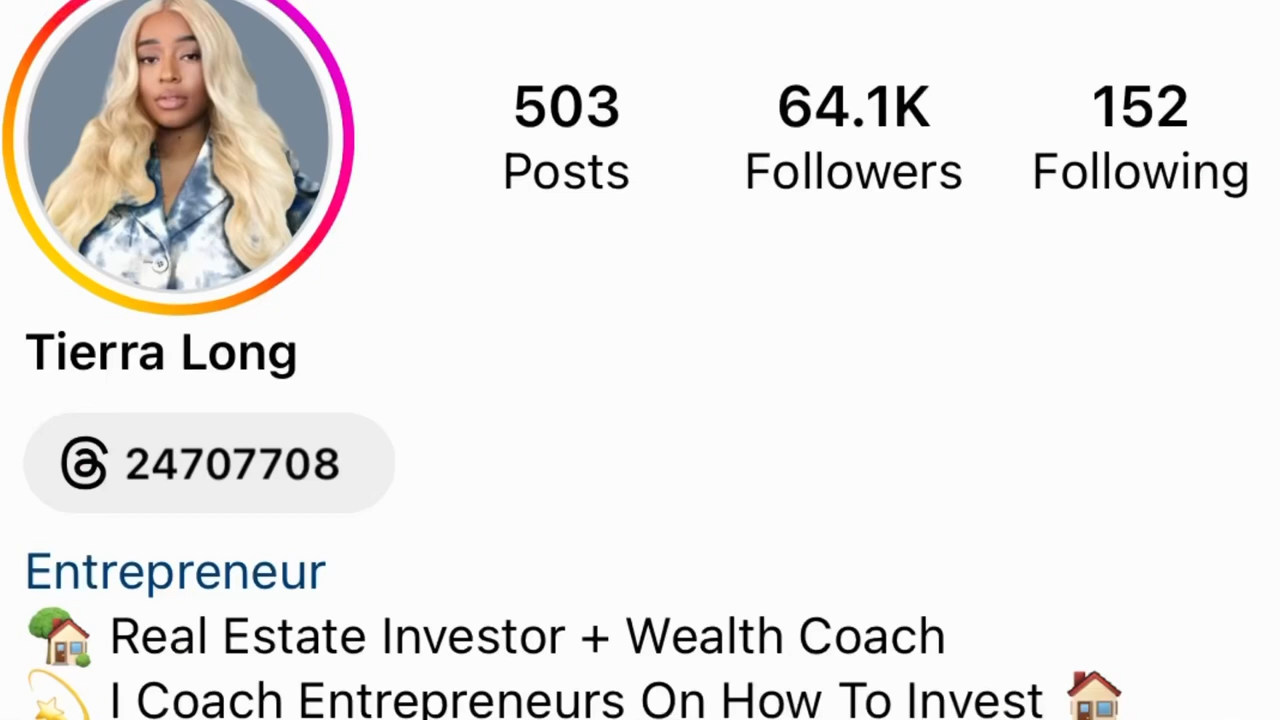 503 64.1K 152
Posts Followers Following
Tierra Long
24707708
Entrepreneur
Real Estate Investor + Wealth Coach
I Coach Entrepreneurs On How To Invest